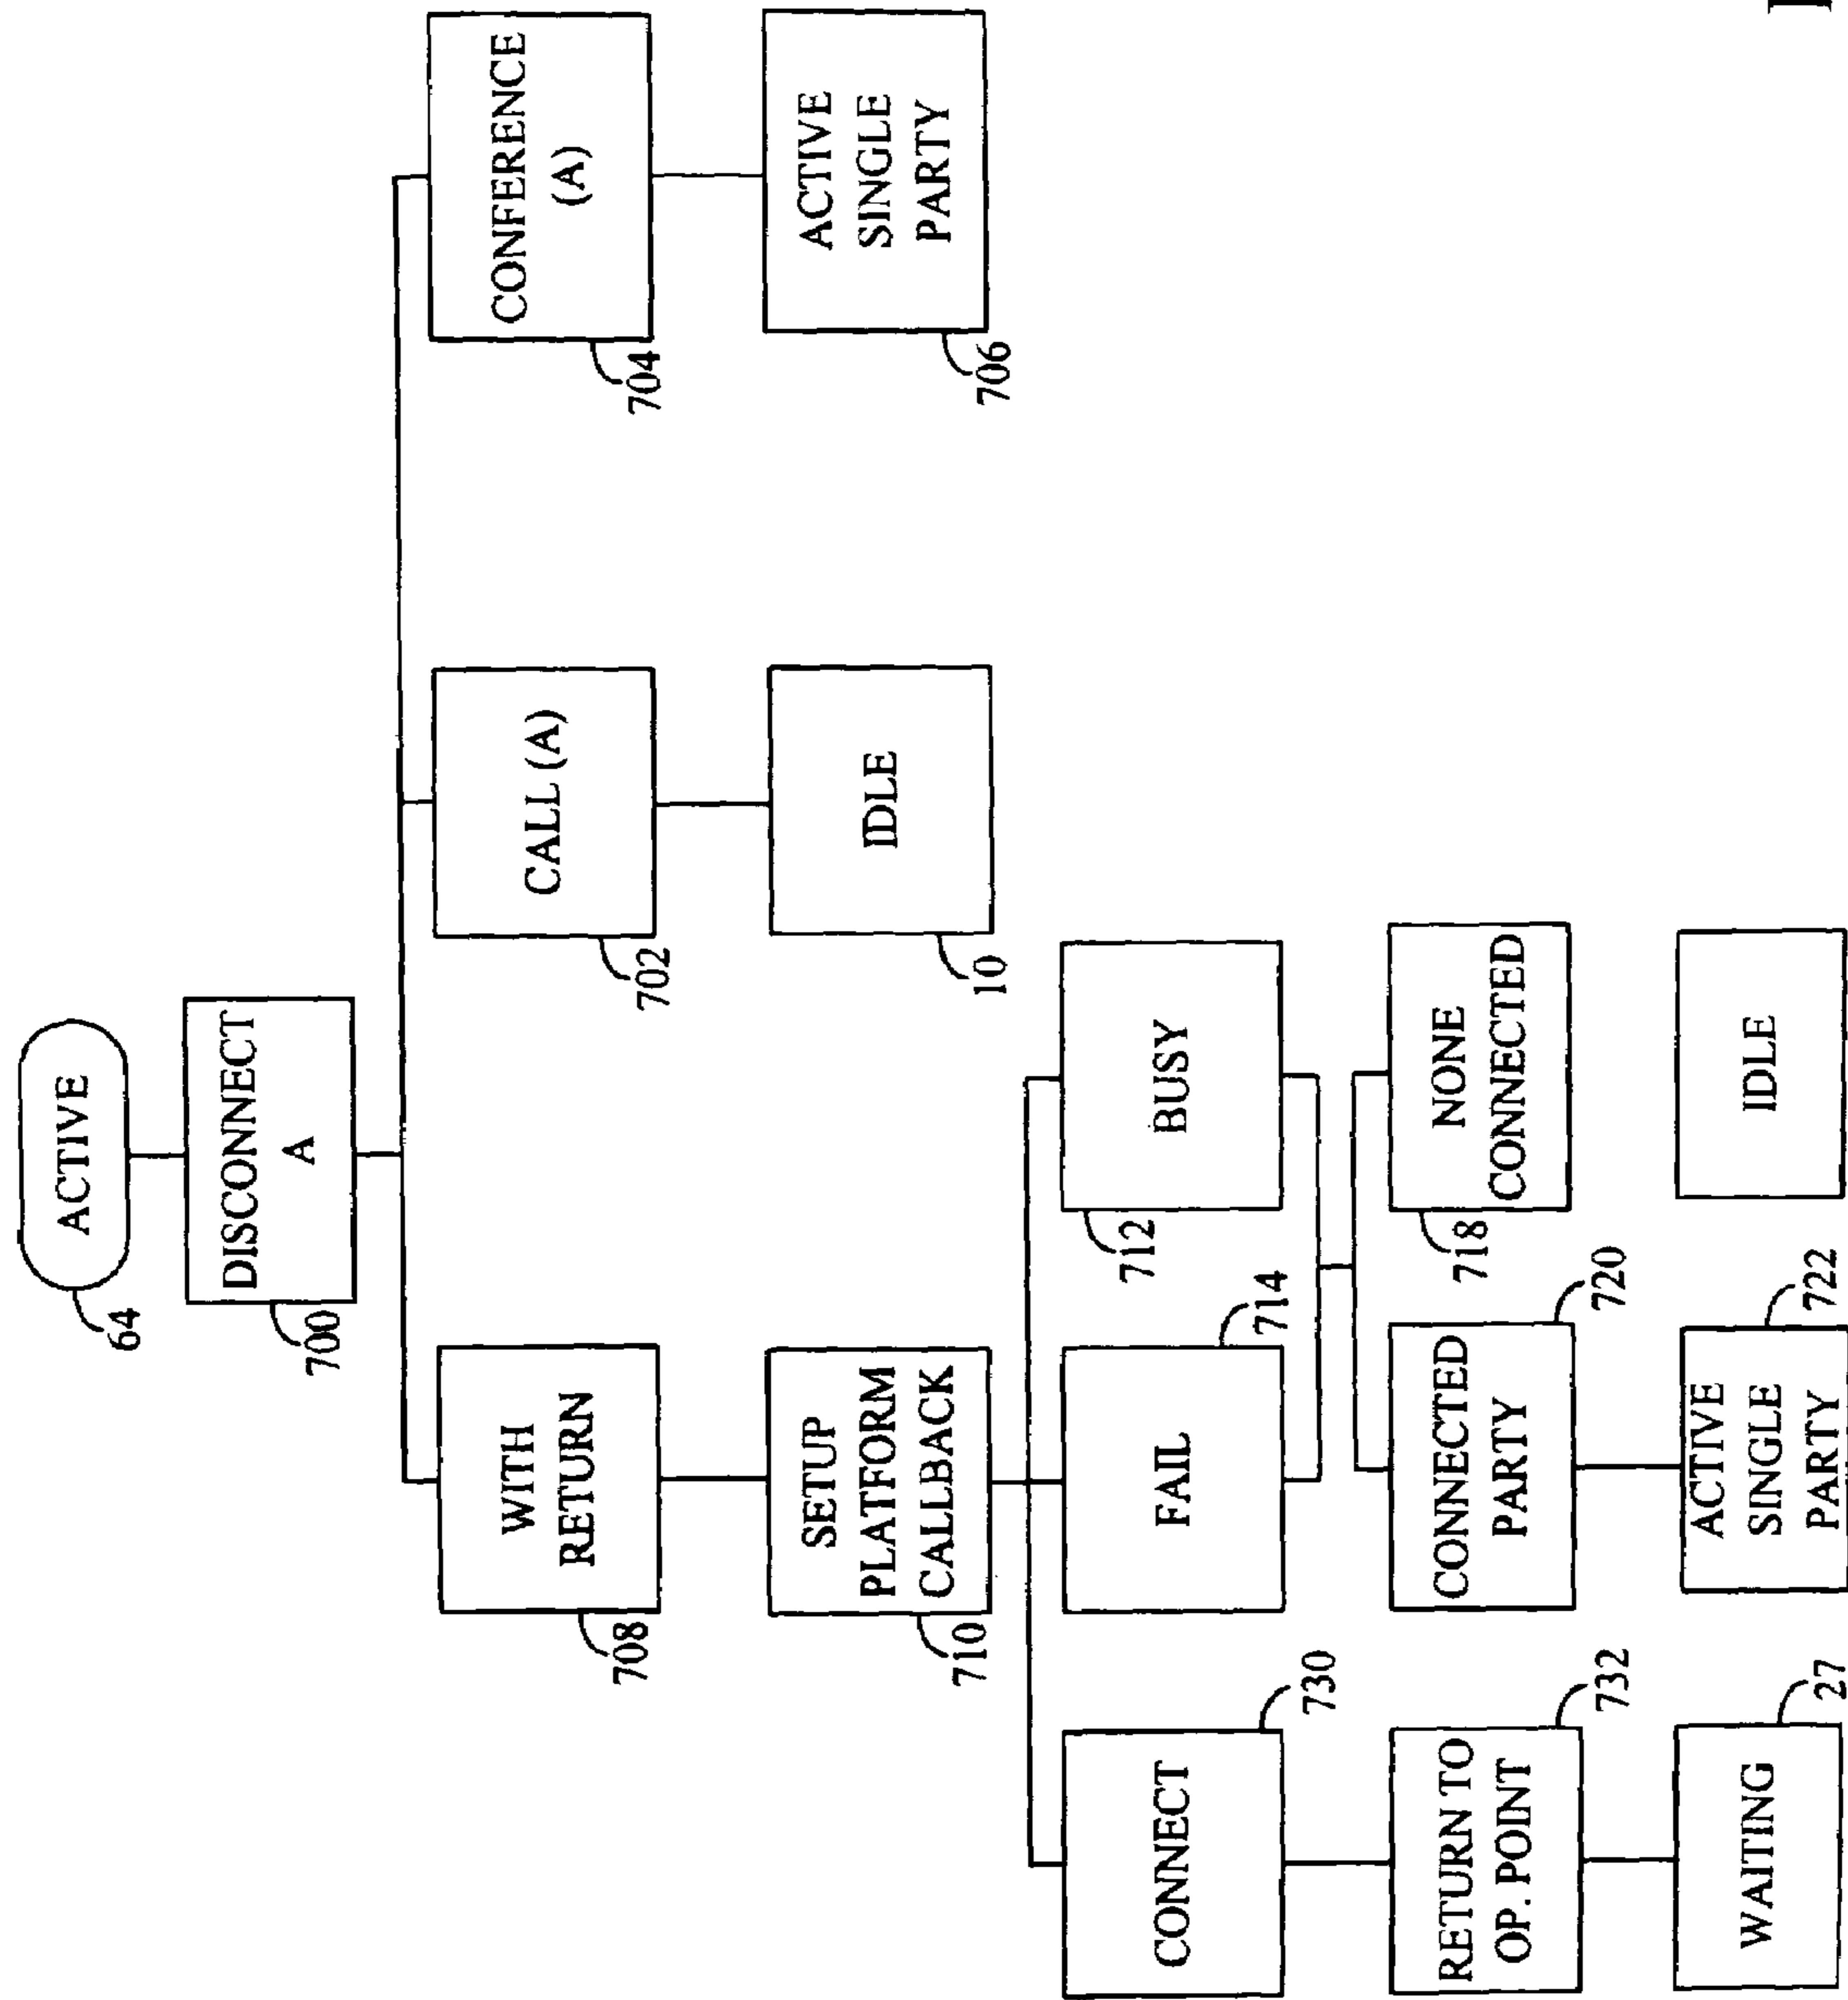 ACTIVE
64
DISCONNECT
A
700
WITH
RETURN
708
CALL (A)
702
CONFERENCE
(A)
704
SETUP
PLATFORM
CALLBACK
710
IDLE
10
ACTIVE
SINGLE
PARTY
706
CONNECT
730
FAIL
714
BUSY
712
RETURN TO
OP. POINT
732
CONNECTED
PARTY
720
NONE
CONNECTED
718
WAITING
27
ACTIVE
SINGLE
PARTY
722
IDLE